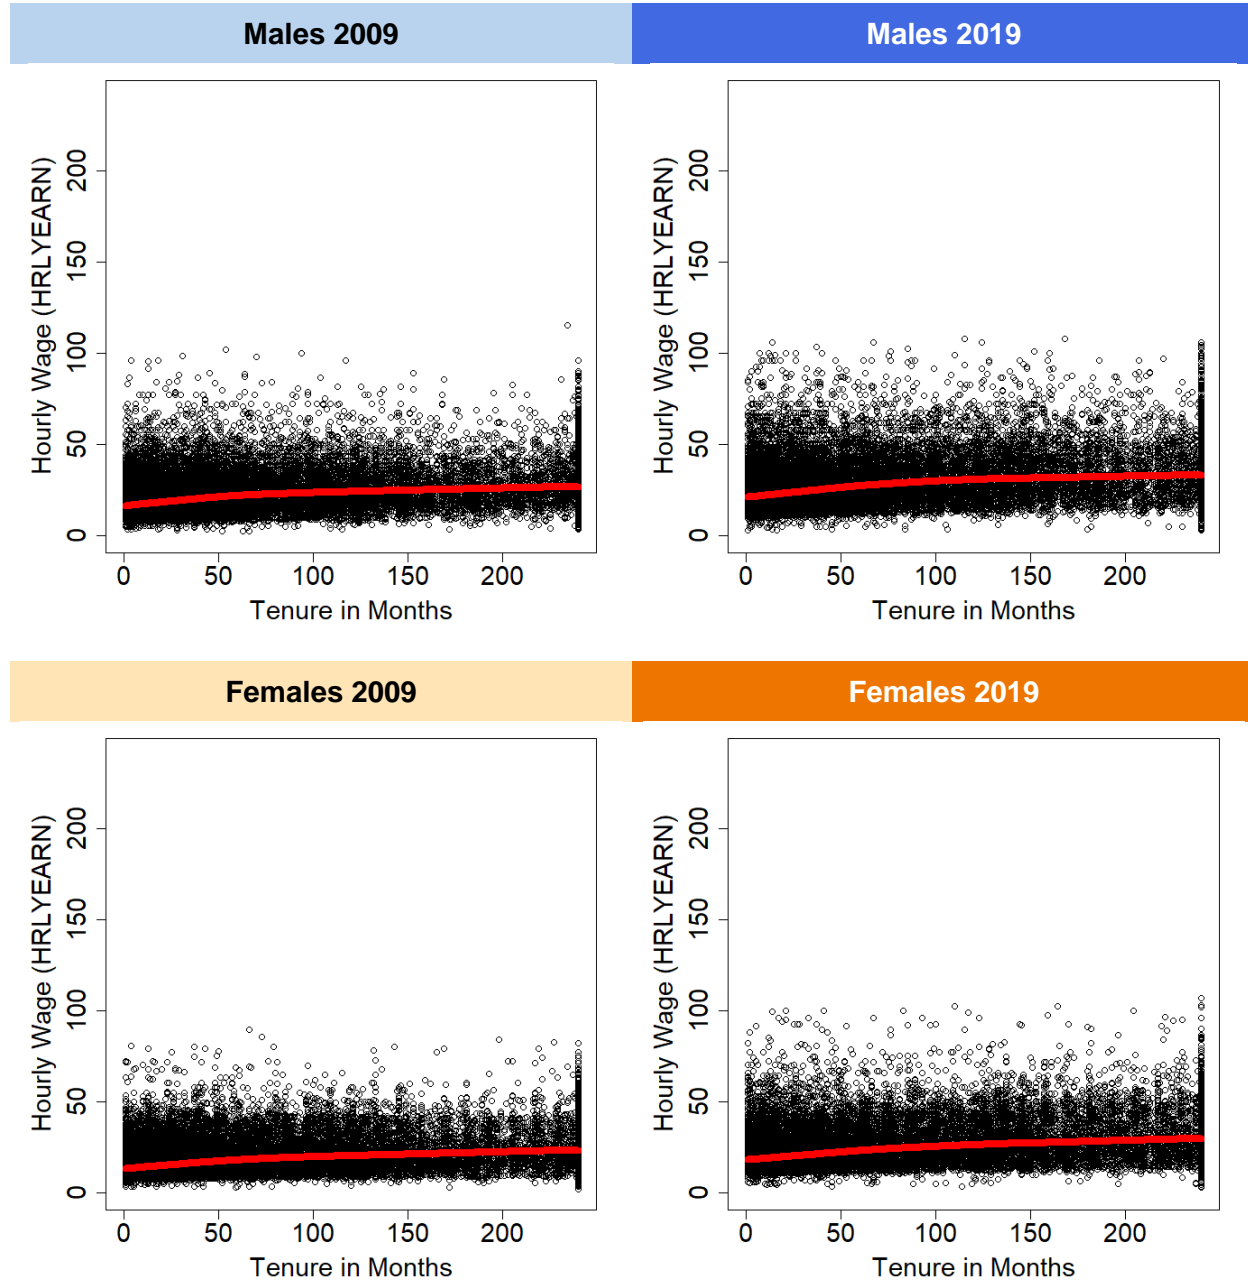 Males 2009
Males 2019
Hourly Wage (HRLYEARN)
200
150
100
50
0
0 50 100 150 200
Tenure in Months
Hourly Wage (HRLYEARN)
200
150
100
50
0
0 50 100 150 200
Tenure in Months
Females 2009
Females 2019
Hourly Wage (HRLYEARN)
200
150
100
50
0
0 50 100 150 200
Tenure in Months
Hourly Wage (HRLYEARN)
200
150
100
50
0
0 50 100 150 200
Tenure in Months